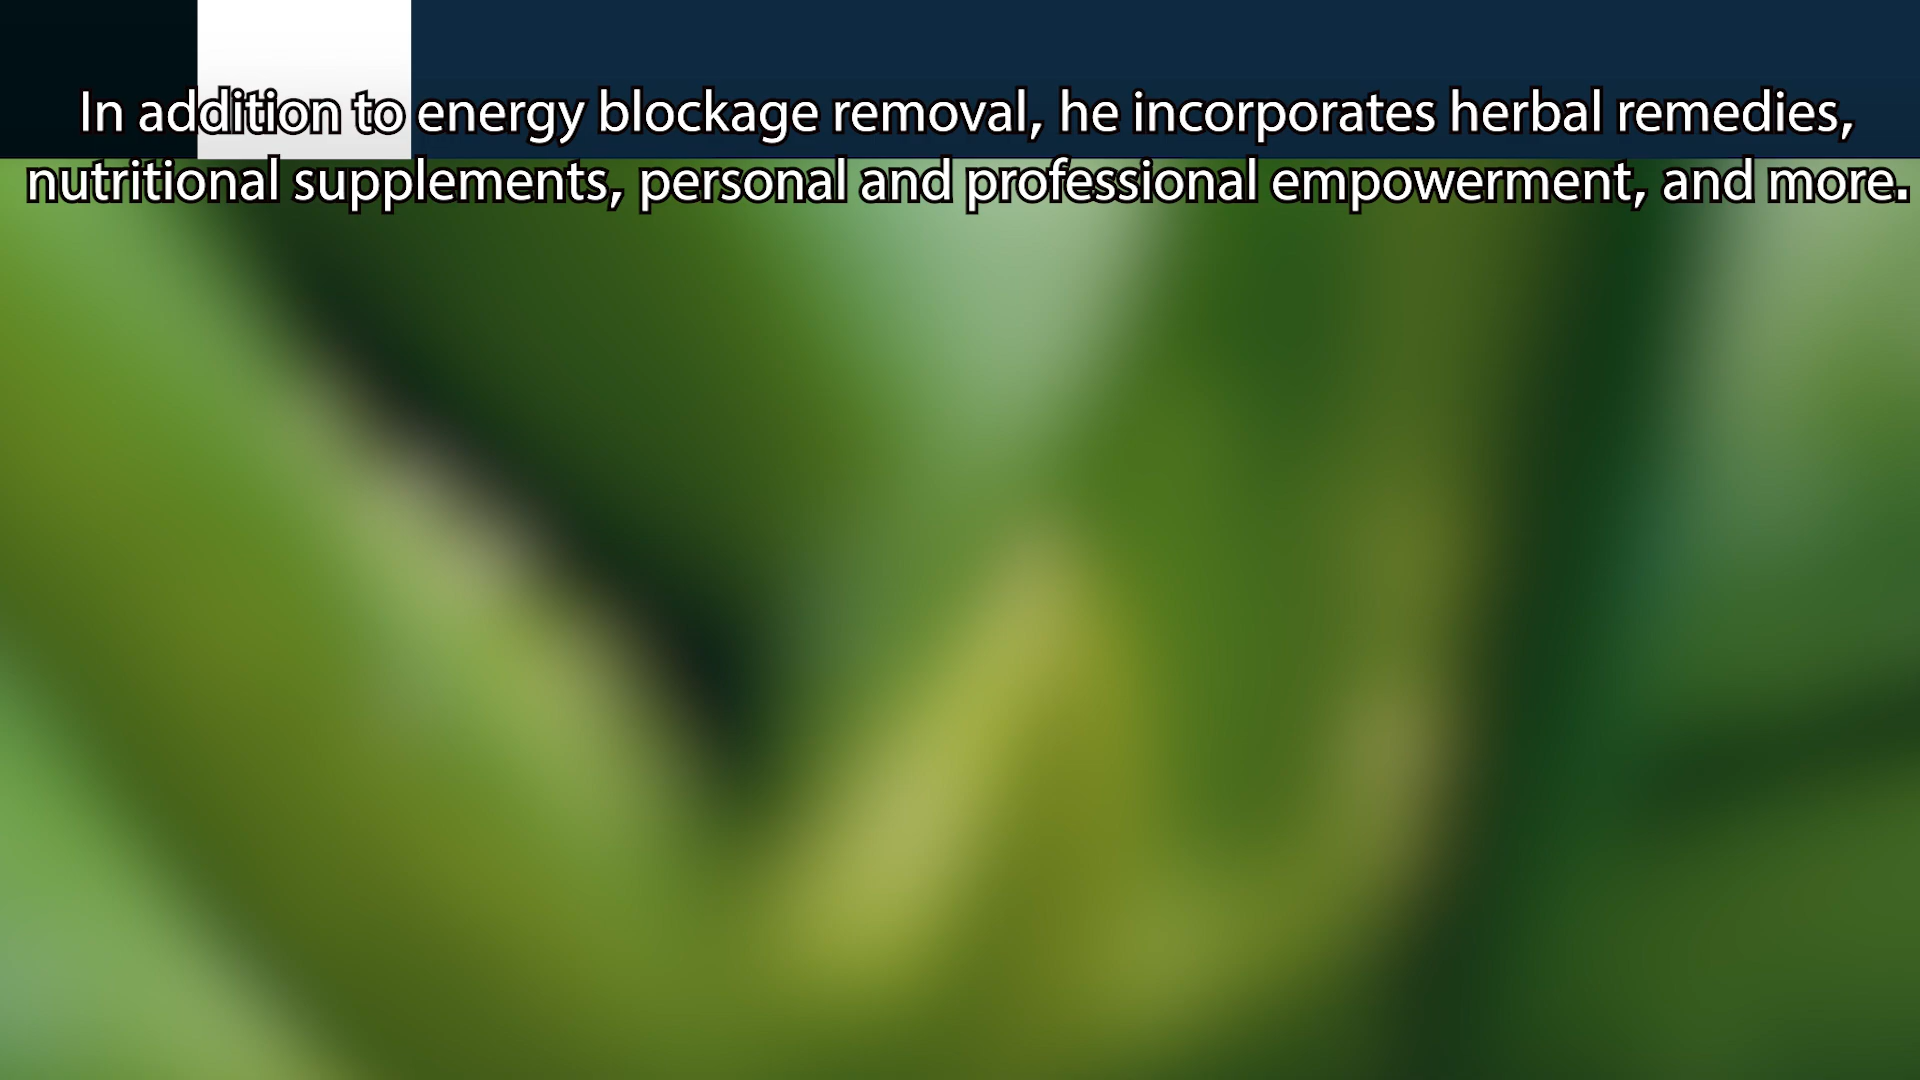 In addition to energy blockage removal, he incorporates herbal remedies,
nutritional supplements, personal and professional empowerment, and more.